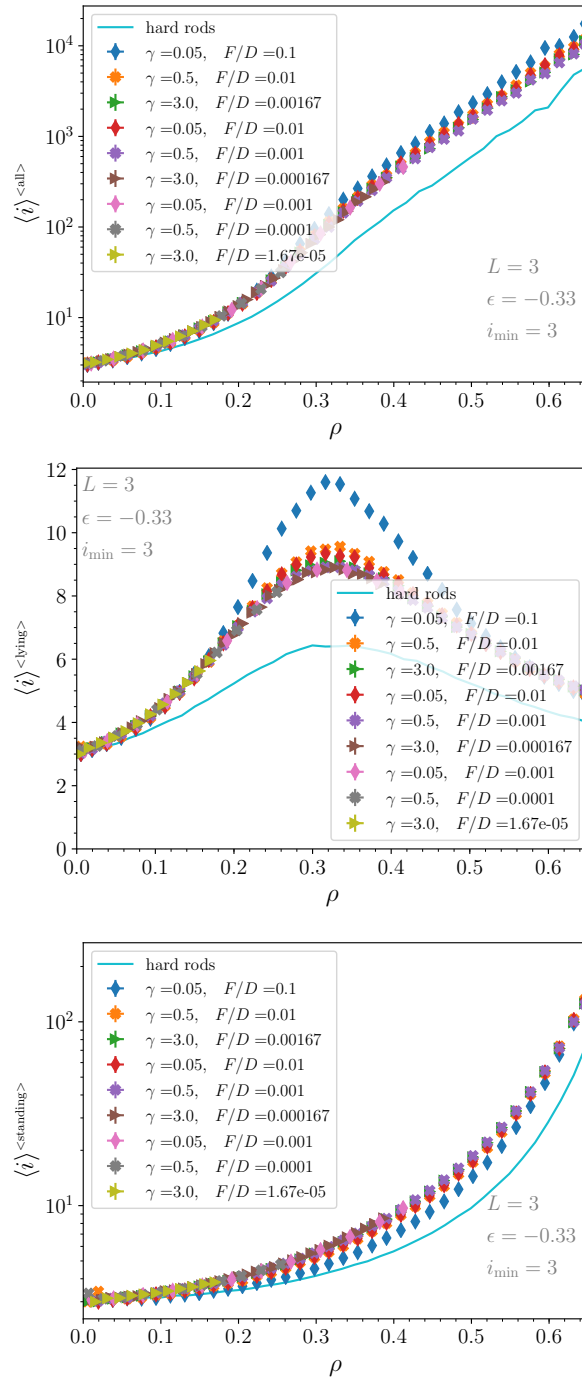 10^4
10^3
10^2
10^1
⟨i⟩^<all>
hard rods
γ =0.05, F/D =0.1
γ =0.5, F/D =0.01
γ =3.0, F/D =0.00167
γ =0.05, F/D =0.01
γ =0.5, F/D =0.001
γ =3.0, F/D =0.000167
γ =0.05, F/D =0.001
γ =0.5, F/D =0.0001
γ =3.0, F/D =1.67e-05
L = 3
ϵ = −0.33
i_min = 3
0.0 0.1 0.2 0.3 0.4 0.5 0.6
ρ
12
10
8
6
4
2
0
⟨i⟩^<lying>
L = 3
ϵ = −0.33
i_min = 3
hard rods
γ =0.05, F/D =0.1
γ =0.5, F/D =0.01
γ =3.0, F/D =0.00167
γ =0.05, F/D =0.01
γ =0.5, F/D =0.001
γ =3.0, F/D =0.000167
γ =0.05, F/D =0.001
γ =0.5, F/D =0.0001
γ =3.0, F/D =1.67e-05
0.0 0.1 0.2 0.3 0.4 0.5 0.6
ρ
10^2
10^1
⟨i⟩^<standing>
hard rods
γ =0.05, F/D =0.1
γ =0.5, F/D =0.01
γ =3.0, F/D =0.00167
γ =0.05, F/D =0.01
γ =0.5, F/D =0.001
γ =3.0, F/D =0.000167
γ =0.05, F/D =0.001
γ =0.5, F/D =0.0001
γ =3.0, F/D =1.67e-05
L = 3
ϵ = −0.33
i_min = 3
0.0 0.1 0.2 0.3 0.4 0.5 0.6
ρ